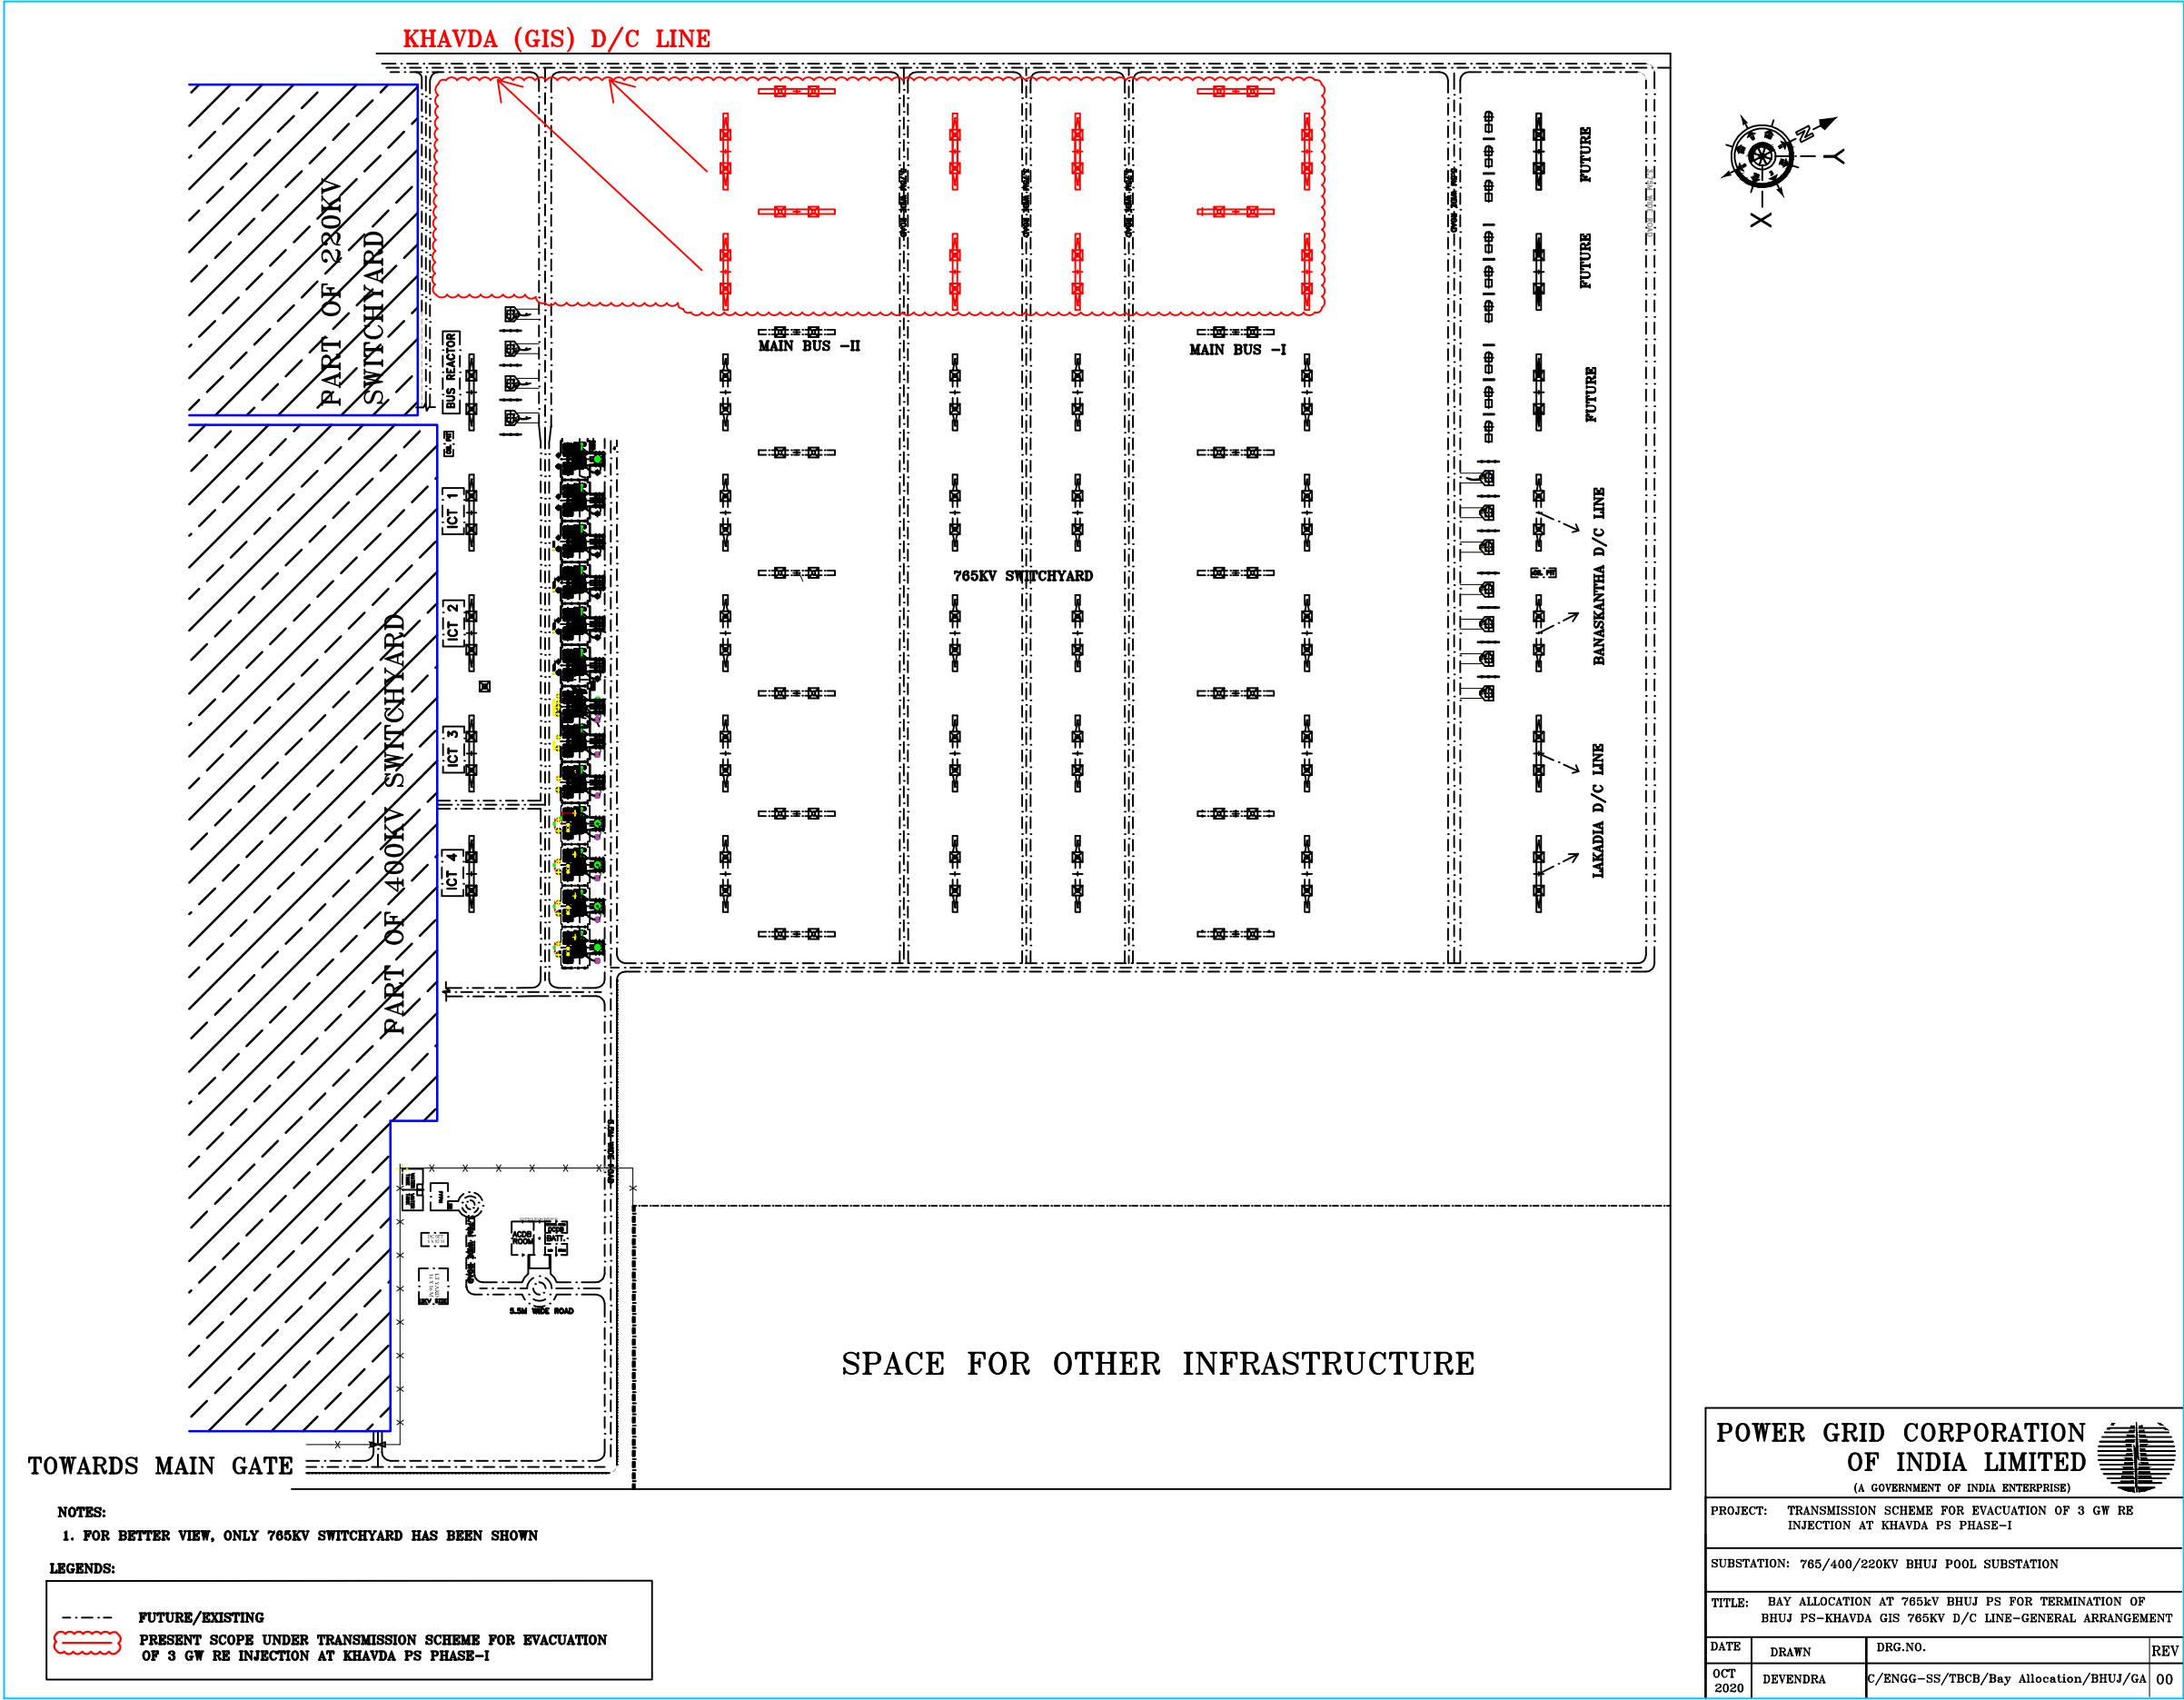 KHAVDA (GIS) D/C LINE
PART OF 220KV
SWITCHYARD
N
Y
X
FUTURE
FUTURE
FUTURE
BUS REACTOR
MAIN BUS -II
MAIN BUS -I
ICT 1
ICT 2
ICT 3
ICT 4
765KV SWITCHYARD
BANASKANTHA D/C LINE
LAKADIA D/C LINE
PART OF 400KV SWITCHYARD
ACDB
ROOM
DCDB
BATT.
3.5M WIDE ROAD
SPACE FOR OTHER INFRASTRUCTURE
TOWARDS MAIN GATE
NOTES:
1. FOR BETTER VIEW, ONLY 765KV SWITCHYARD HAS BEEN SHOWN
LEGENDS:
FUTURE/EXISTING
PRESENT SCOPE UNDER TRANSMISSION SCHEME FOR EVACUATION
OF 3 GW RE INJECTION AT KHAVDA PS PHASE-I
POWER GRID CORPORATION
OF INDIA LIMITED
(A GOVERNMENT OF INDIA ENTERPRISE)
PROJECT: TRANSMISSION SCHEME FOR EVACUATION OF 3 GW RE
INJECTION AT KHAVDA PS PHASE-I
SUBSTATION: 765/400/220KV BHUJ POOL SUBSTATION
TITLE: BAY ALLOCATION AT 765kV BHUJ PS FOR TERMINATION OF
BHUJ PS-KHAVDA GIS 765KV D/C LINE-GENERAL ARRANGEMENT
DATE DRAWN DRG.NO. REV
OCT 2020 DEVENDRA C/ENGG-SS/TBCB/Bay Allocation/BHUJ/GA 00